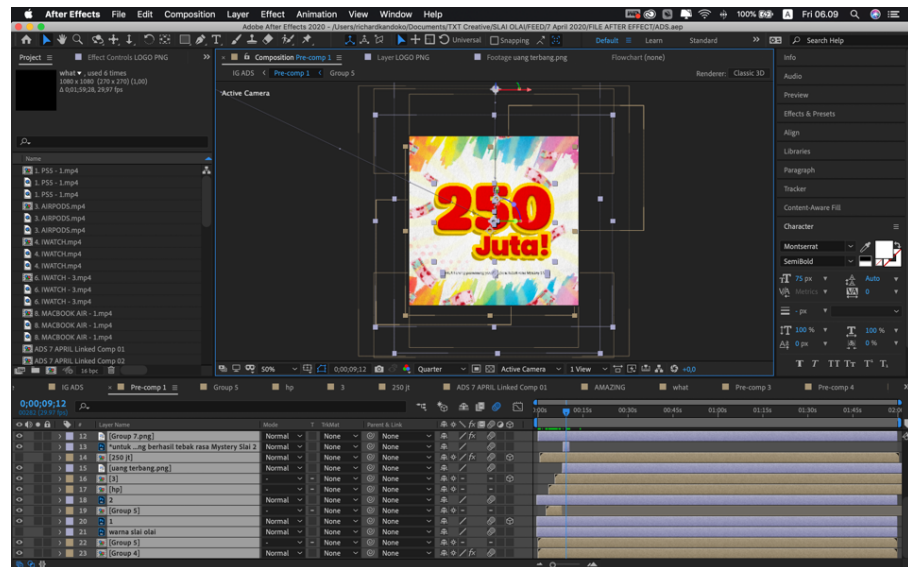 After Effects File Edit Composition Layer Effect Animation View Window Help 100% Fri 06.09
Adobe After Effects 2020 - /Users/richardkandoko/Documents/TXT Creative/SLAI OLAI/FEED/7 April 2020/FILE AFTER EFFECT/ADS.aep
Universal Snapping Default Learn Standard Search Help
Project Effect Controls LOGO PNG
Composition Pre-comp 1 Layer LOGO PNG Footage uang terbang.png Flowchart (none)
what , used 6 times
1080 x 1080 (270 x 270) (1,00)
Δ 0;01;59;28, 29,97 fps
IG ADS Pre-comp 1 Group 5 Renderer: Classic 3D
Active Camera
250
Juta!
Name
1. PS5 - 1.mp4
1. PS5 - 1.mp4
1. PS5 - 1.mp4
3. AIRPODS.mp4
3. AIRPODS.mp4
3. AIRPODS.mp4
4. IWATCH.mp4
4. IWATCH.mp4
4. IWATCH.mp4
6. IWATCH - 3.mp4
6. IWATCH - 3.mp4
6. IWATCH - 3.mp4
8. MACBOOK AIR - 1.mp4
8. MACBOOK AIR - 1.mp4
8. MACBOOK AIR - 1.mp4
ADS 7 APRIL Linked Comp 01
ADS 7 APRIL Linked Comp 02
16 bpc
50% 0;00;09;12 Quarter Active Camera 1 View +0,0
Info
Audio
Preview
Effects & Presets
Align
Libraries
Paragraph
Tracker
Content-Aware Fill
Character
Montserrat
SemiBold
75 px Auto
Metrics 0
- px
100 % 100 %
0 px 0 %
T T TT Tr T' T,
IG ADS Pre-comp 1 Group 5 hp 3 250 jt ADS 7 APRIL Linked Comp 01 AMAZING what Pre-comp 3 Pre-comp 4
0;00;09;12
00282 (29.97 fps)
00s 00:15s 00:30s 00:45s 01:00s 01:15s 01:30s 01:45s 02:0
# Layer Name Mode T TrkMat Parent & Link
12 [Group 7.png] Normal None None
13 *untuk ...ng berhasil tebak rasa Mystery Slai 2 Normal None None
14 [250 jt] Normal None None
15 [uang terbang.png] Normal None None
16 [3] - None None
17 [hp] - None None
18 2 Normal None None
19 [Group 5] - None None
20 1 Normal None None
21 warna slai olai Normal None None
22 [Group 5] - None None
23 [Group 4] Normal None None